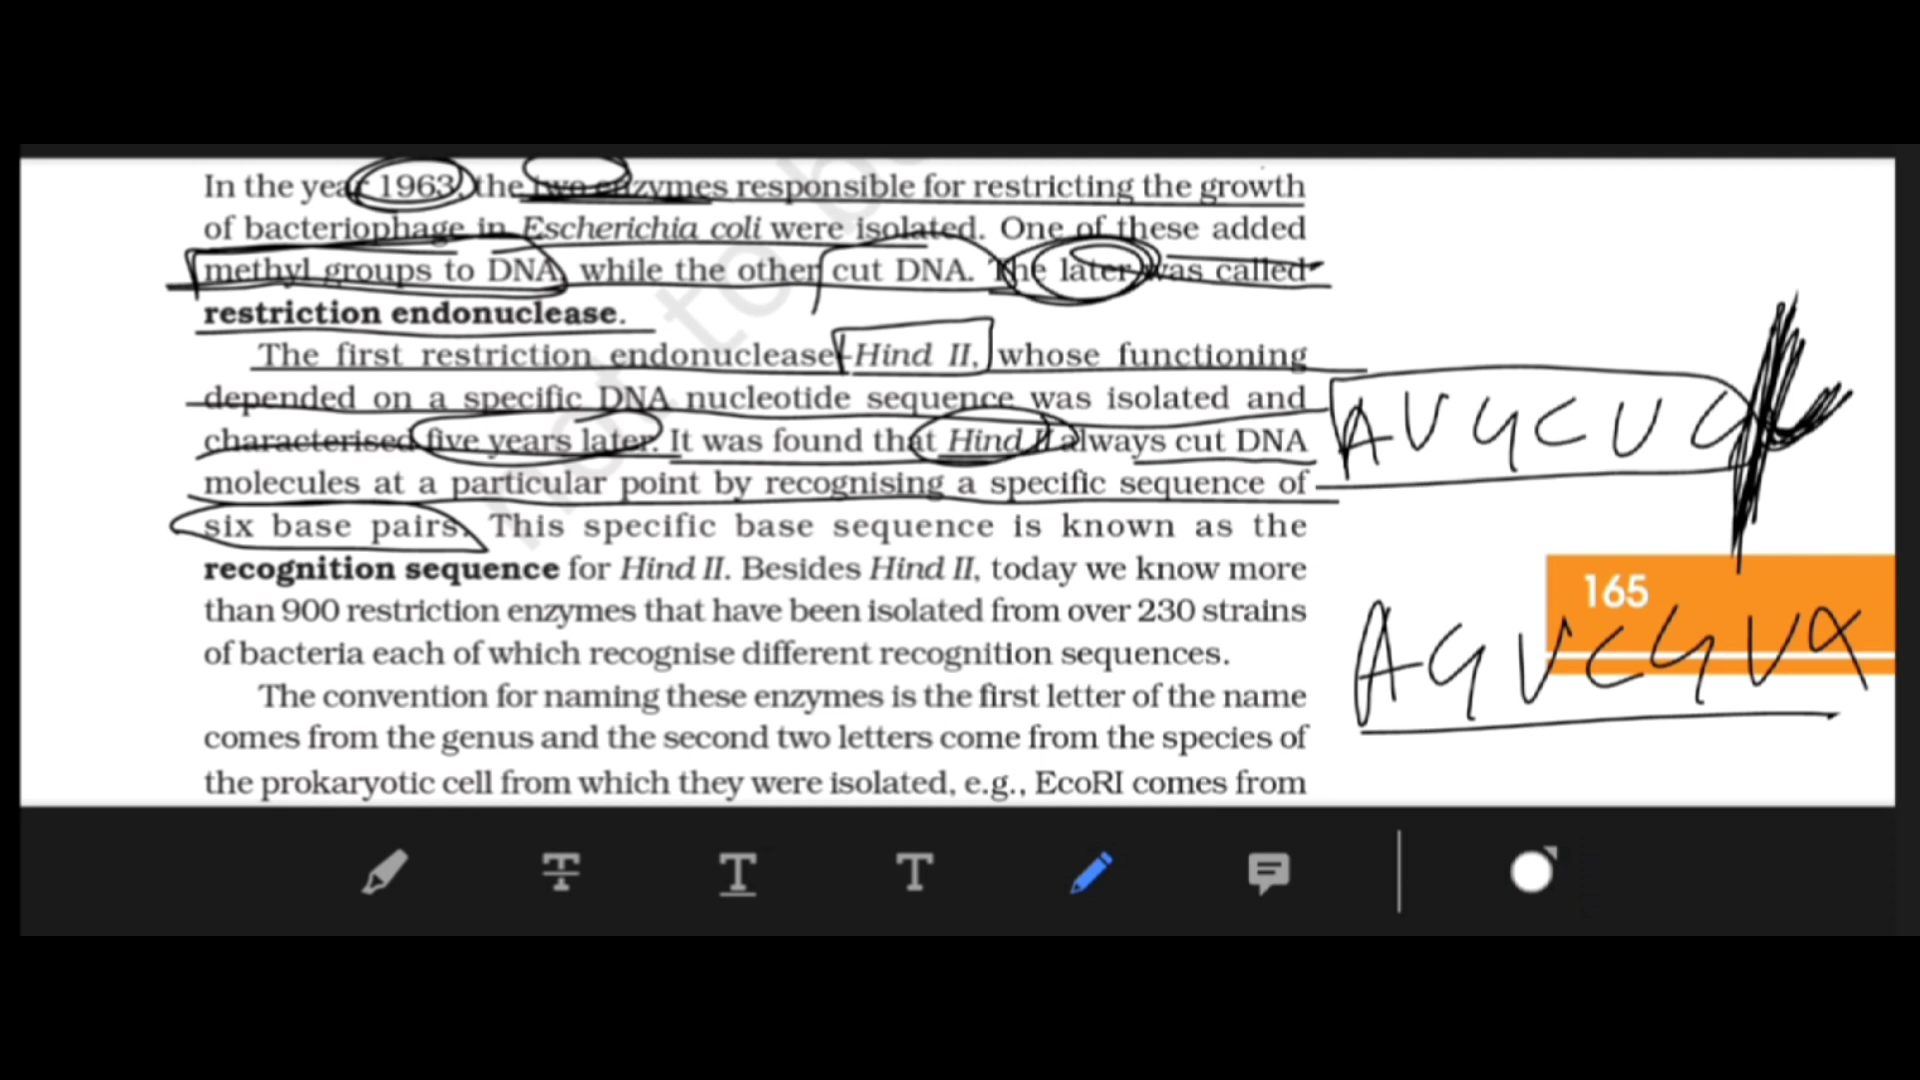 In the year 1963, the two enzymes responsible for restricting the growth
of bacteriophage in Escherichia coli were isolated. One of these added
methyl groups to DNA, while the other cut DNA. The later was called
restriction endonuclease.
The first restriction endonuclease–Hind II, whose functioning
depended on a specific DNA nucleotide sequence was isolated and
characterised five years later. It was found that Hind II always cut DNA
molecules at a particular point by recognising a specific sequence of
six base pairs. This specific base sequence is known as the
recognition sequence for Hind II. Besides Hind II, today we know more
than 900 restriction enzymes that have been isolated from over 230 strains
of bacteria each of which recognise different recognition sequences.
The convention for naming these enzymes is the first letter of the name
comes from the genus and the second two letters come from the species of
the prokaryotic cell from which they were isolated, e.g., EcoRI comes from
AUGCUG
165
AGUCGUA
not to b